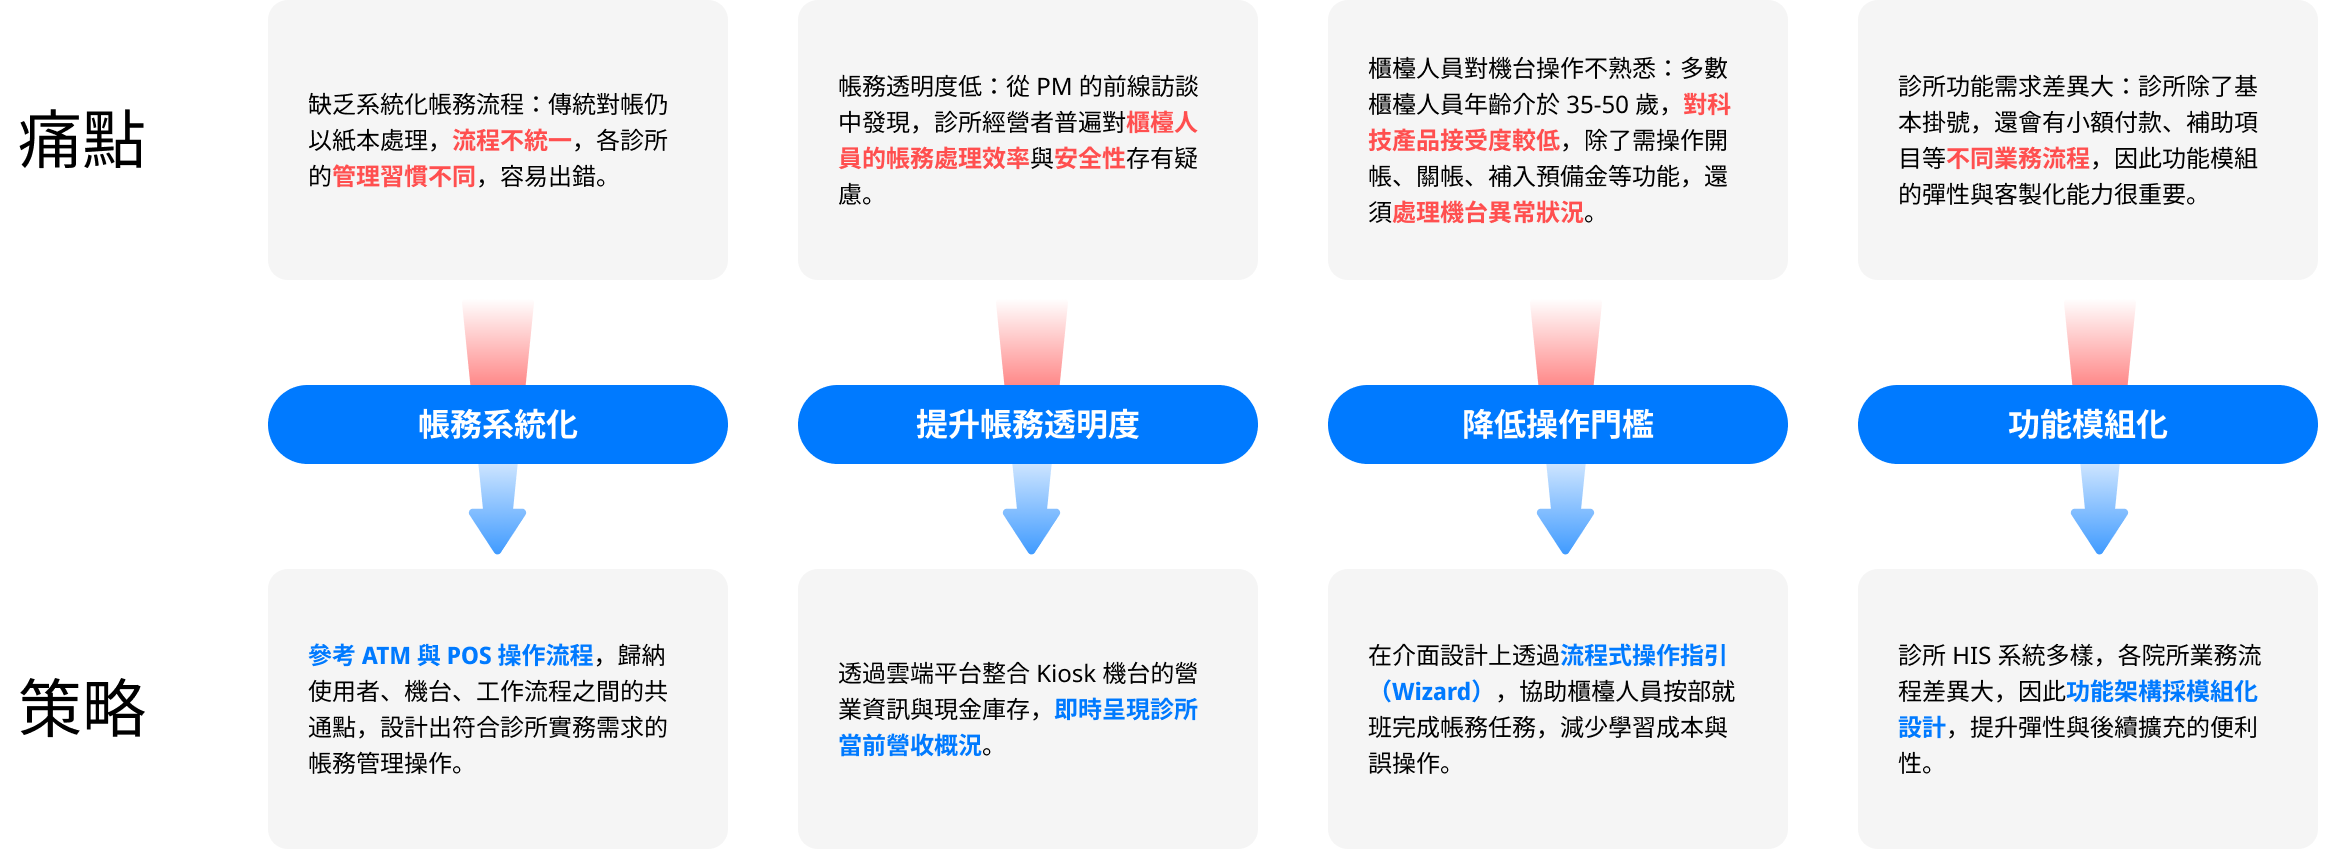 痛點
缺乏系統化帳務流程：傳統對帳仍
以紙本處理，流程不統一，各診所
的管理習慣不同，容易出錯。
帳務透明度低：從 PM 的前線訪談
中發現，診所經營者普遍對櫃檯人
員的帳務處理效率與安全性存有疑
慮。
櫃檯人員對機台操作不熟悉：多數
櫃檯人員年齡介於 35-50 歲，對科
技產品接受度較低，除了需操作開
帳、關帳、補入預備金等功能，還
須處理機台異常狀況。
診所功能需求差異大：診所除了基
本掛號，還會有小額付款、補助項
目等不同業務流程，因此功能模組
的彈性與客製化能力很重要。
帳務系統化
提升帳務透明度
降低操作門檻
功能模組化
策略
參考 ATM 與 POS 操作流程，歸納
使用者、機台、工作流程之間的共
通點，設計出符合診所實務需求的
帳務管理操作。
透過雲端平台整合 Kiosk 機台的營
業資訊與現金庫存，即時呈現診所
當前營收概況。
在介面設計上透過流程式操作指引
（Wizard），協助櫃檯人員按部就
班完成帳務任務，減少學習成本與
誤操作。
診所 HIS 系統多樣，各院所業務流
程差異大，因此功能架構採模組化
設計，提升彈性與後續擴充的便利
性。